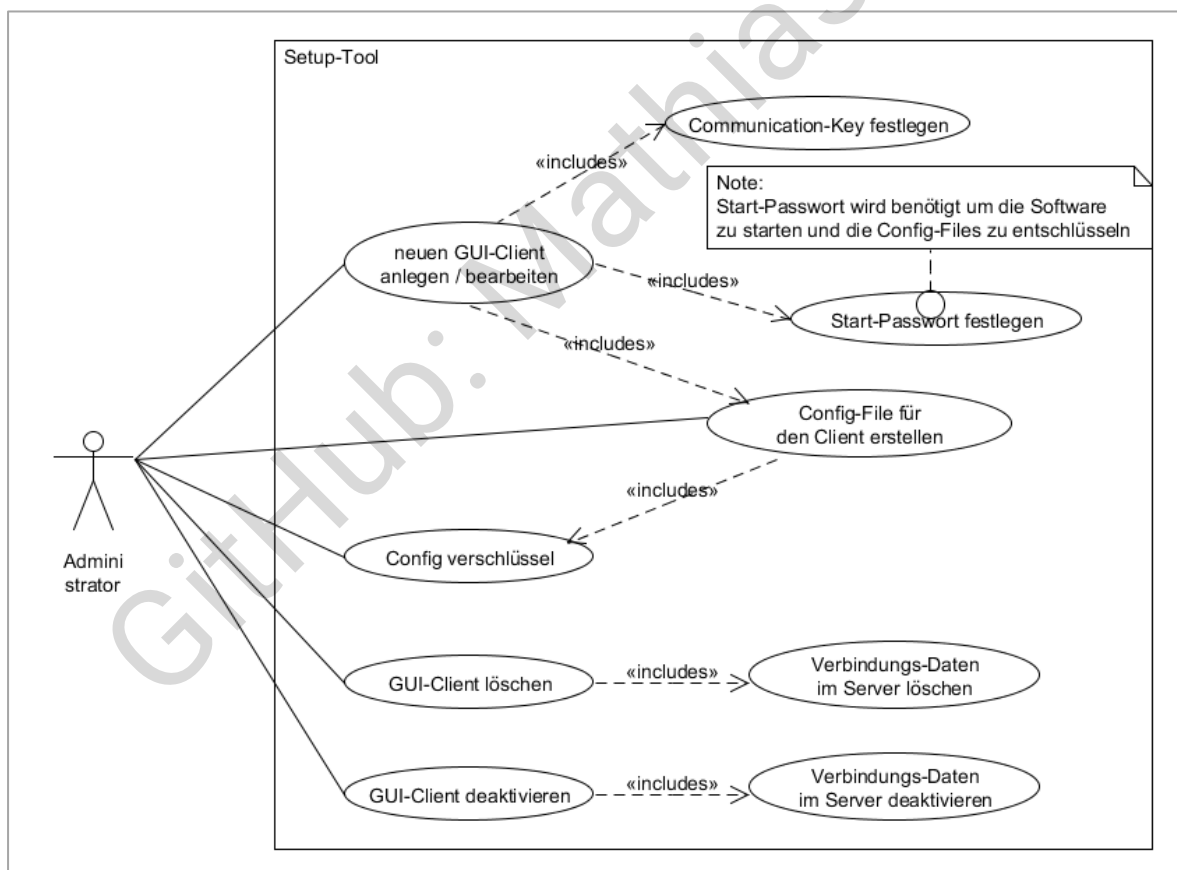 Setup-Tool
Communication-Key festlegen
«includes»
Note:
Start-Passwort wird benötigt um die Software
zu starten und die Config-Files zu entschlüsseln
neuen GUI-Client
anlegen / bearbeiten
«includes»
Start-Passwort festlegen
«includes»
Config-File für
den Client erstellen
«includes»
Config verschlüssel
Admini
strator
GUI-Client löschen
«includes»
Verbindungs-Daten
im Server löschen
GUI-Client deaktivieren
«includes»
Verbindungs-Daten
im Server deaktivieren
GitHub: Mathias